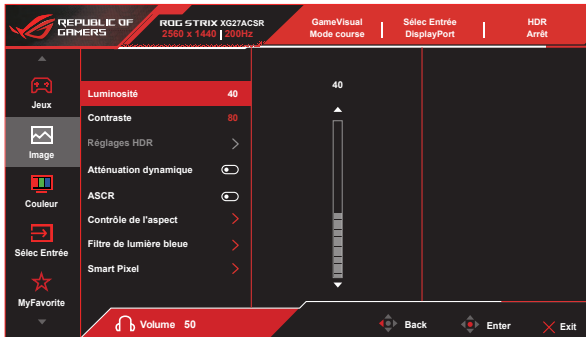 REPUBLIC OF
GAMERS
ROG STRIX XG27ACSR
2560 x 1440 | 200Hz
GameVisual
Mode course
Sélec Entrée
DisplayPort
HDR
Arrêt
Jeux
Image
Couleur
Sélec Entrée
MyFavorite
Luminosité 40
Contraste 80
Réglages HDR
Atténuation dynamique
ASCR
Contrôle de l'aspect
Filtre de lumière bleue
Smart Pixel
40
Volume 50
Back
Enter
Exit